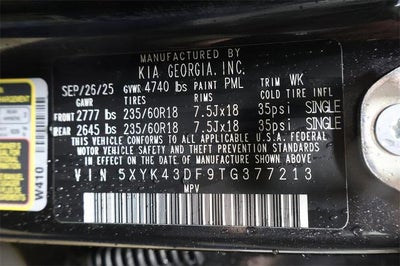 MANUFACTURED BY
KIA GEORGIA, INC.
SEP/26/25 GVWR 4740 lbs PAINT PML TRIM WK
GAWR TIRES RIMS COLD TIRE
FRONT 2777 lbs 235/60R18 7.5Jx18 35psi SINGLE
REAR 2645 lbs 235/60R18 7.5Jx18 35psi SINGLE
THIS VEHICLE CONFORMS TO ALL APPLICABLE U.S.A. FEDERAL
MOTOR VEHICLE SAFETY AND THEFT PREVENTION STANDARDS
IN EFFECT ON THE DATE OF MANUFACTURE SHOWN ABOVE
VIN 5XYK43DF9TG377213
MPV
W410